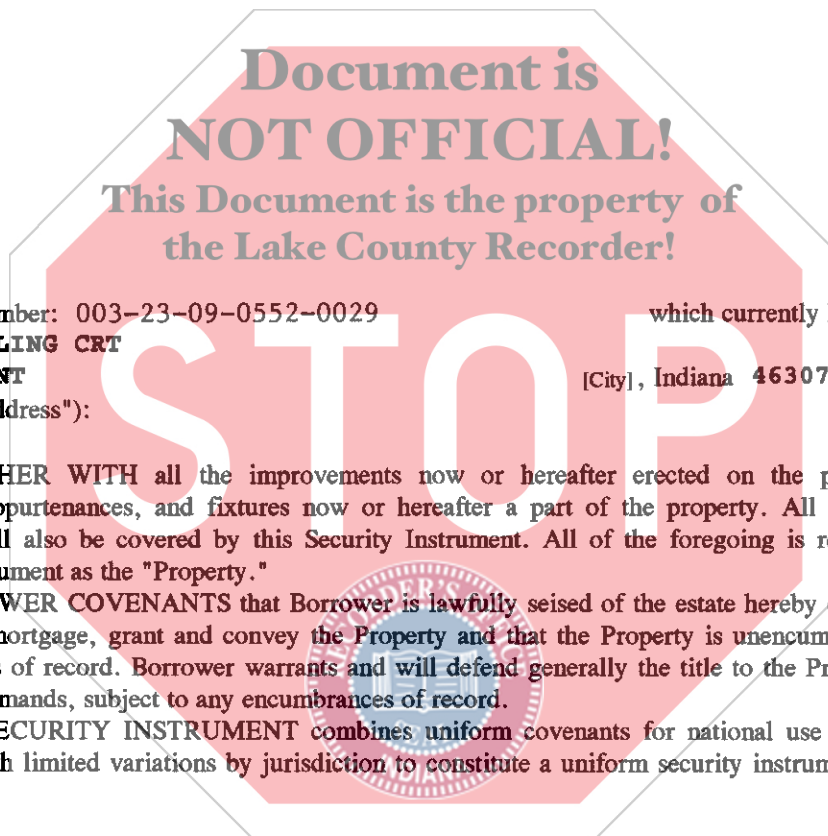 Document is
NOT OFFICIAL!
This Document is the property of
the Lake County Recorder!
mber: 003-23-09-0552-0029 which currently
LING CRT
NT [City], Indiana 46307
ddress"):
HER WITH all the improvements now or hereafter erected on the p
ppurtenances, and fixtures now or hereafter a part of the property. All
ll also be covered by this Security Instrument. All of the foregoing is re
ument as the "Property."
WER COVENANTS that Borrower is lawfully seised of the estate hereby
nortgage, grant and convey the Property and that the Property is unencum
s of record. Borrower warrants and will defend generally the title to the Pr
mands, subject to any encumbrances of record.
ECURITY INSTRUMENT combines uniform covenants for national use
h limited variations by jurisdiction to constitute a uniform security instrum
STOP